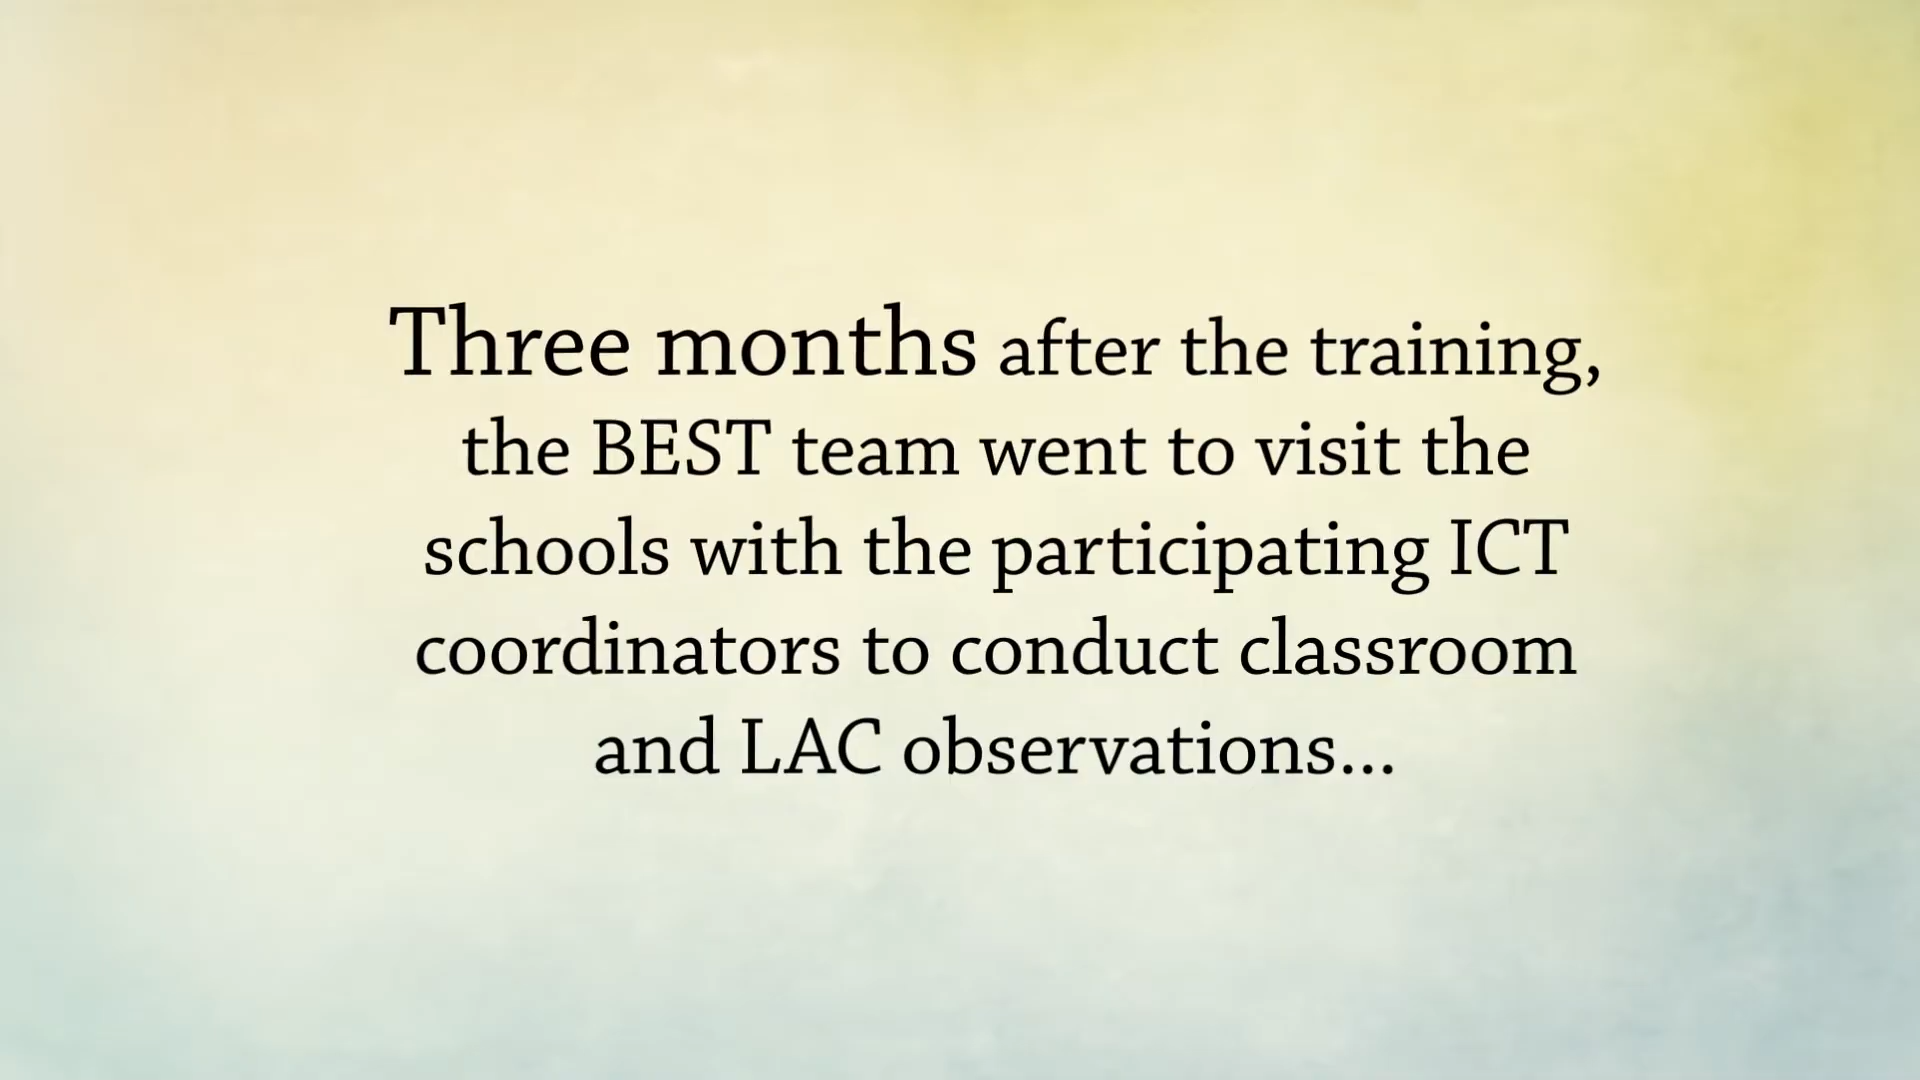 Three months after the training,
the BEST team went to visit the
schools with the participating ICT
coordinators to conduct classroom
and LAC observations...